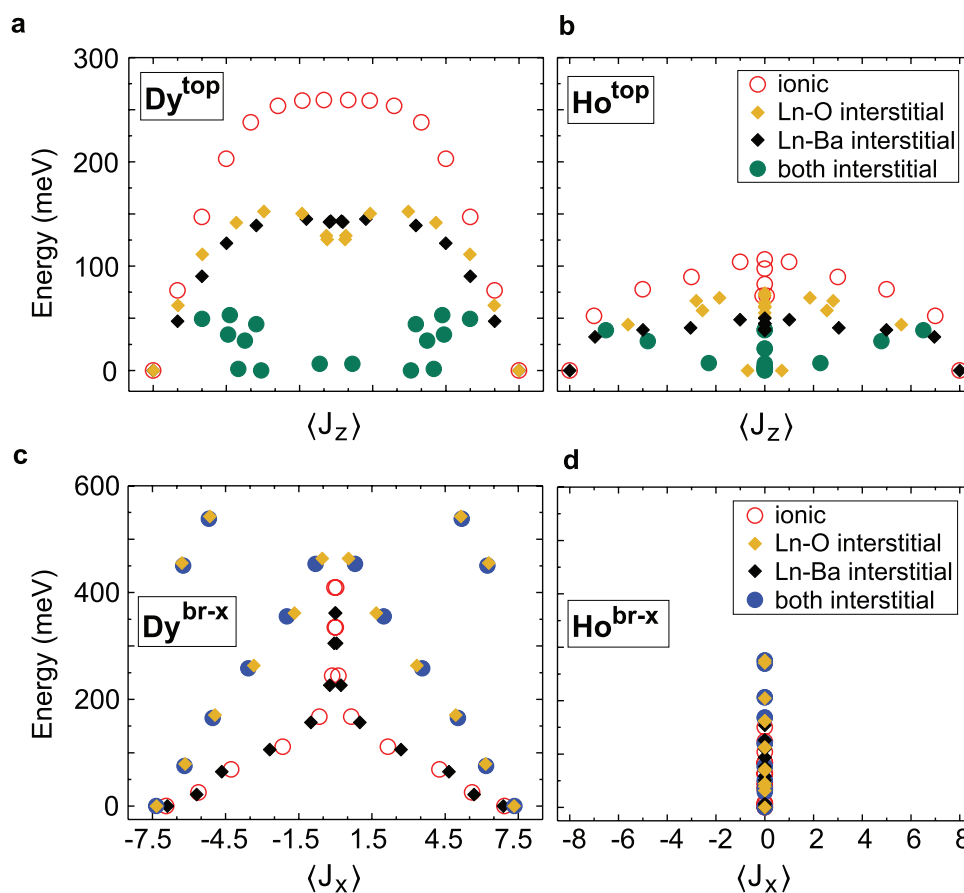 a
300
250
200
150
100
50
0
Energy (meV)
Dy^top
⟨J_z⟩
b
Ho^top
ionic
Ln-O interstitial
Ln-Ba interstitial
both interstitial
⟨J_z⟩
c
600
400
200
0
Energy (meV)
Dy^br-x
-7.5 -4.5 -1.5 1.5 4.5 7.5
⟨J_x⟩
d
ionic
Ln-O interstitial
Ln-Ba interstitial
both interstitial
Ho^br-x
-8 -6 -4 -2 0 2 4 6 8
⟨J_x⟩